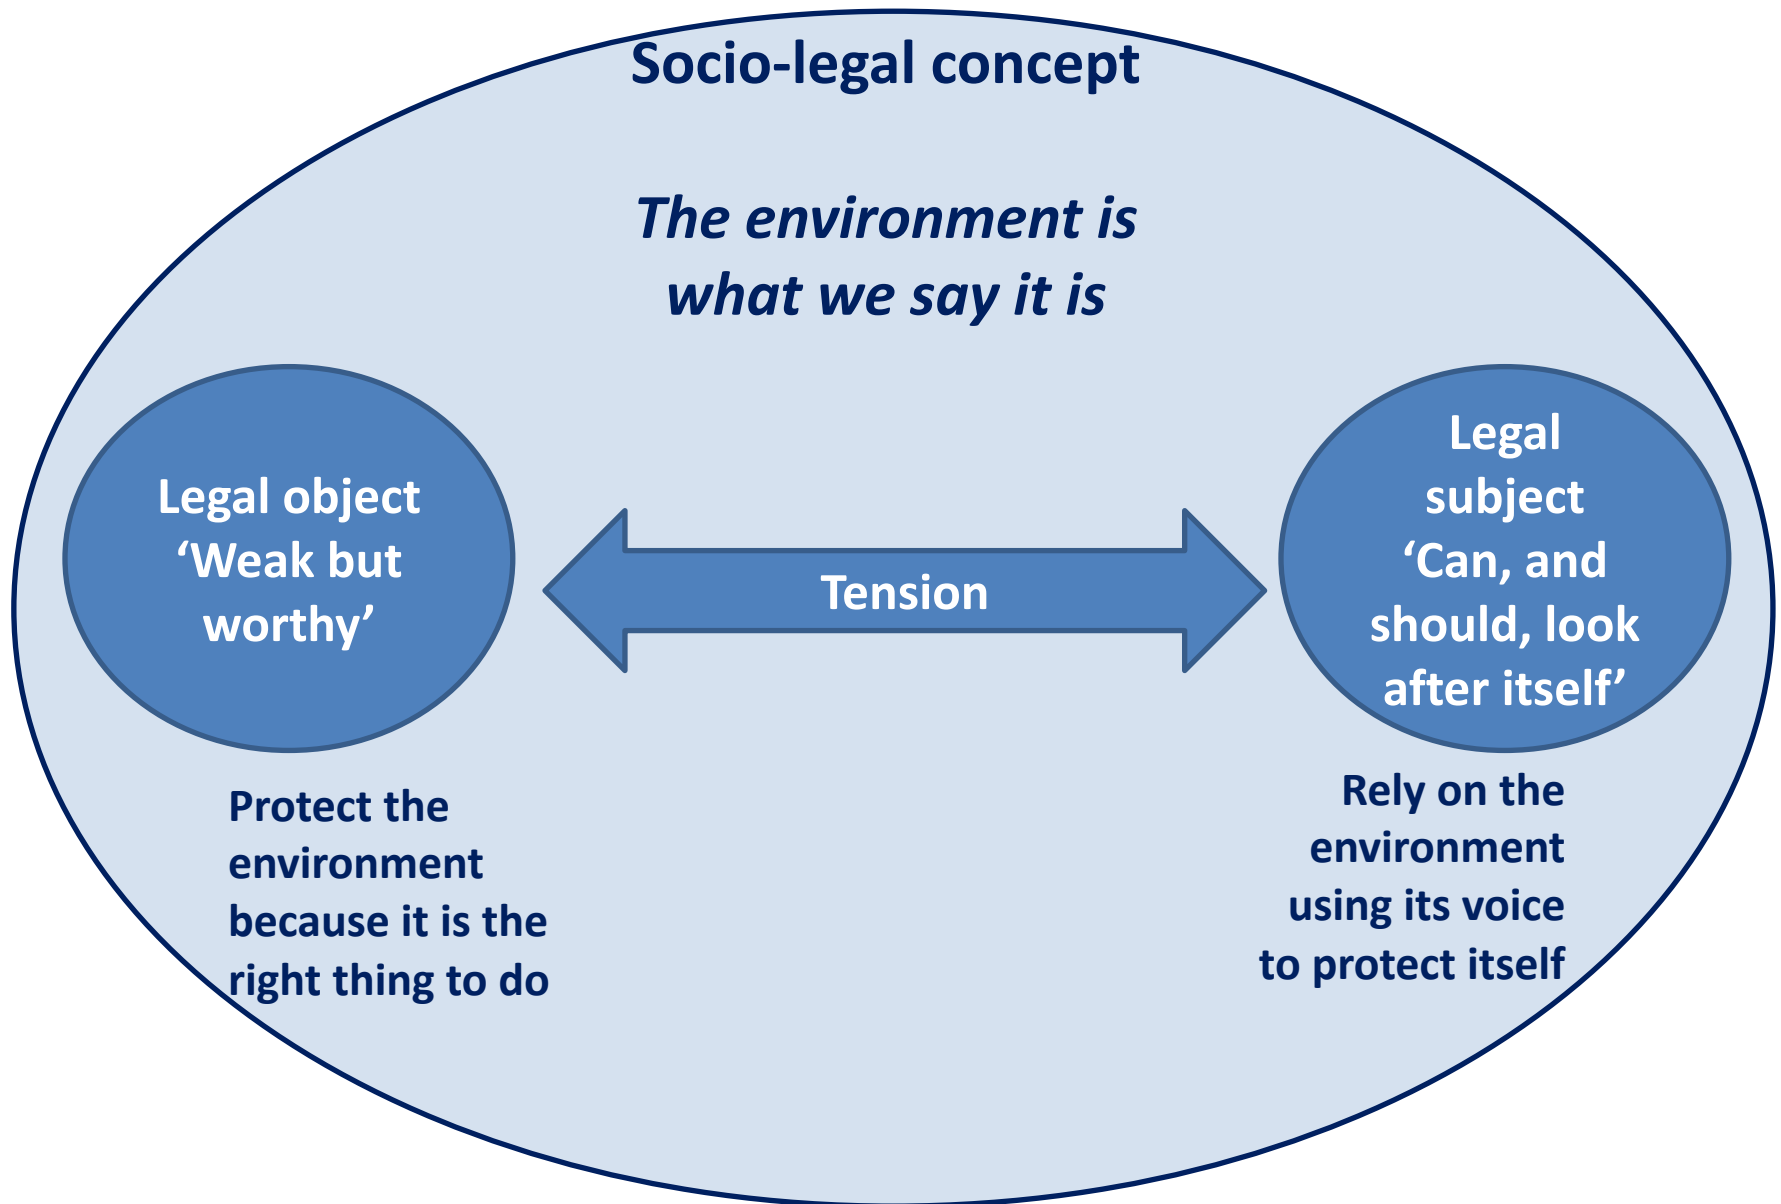 Socio-legal concept
The environment is
what we say it is
Legal object
‘Weak but
worthy’
Tension
Legal
subject
‘Can, and
should, look
after itself’
Protect the
environment
because it is the
right thing to do
Rely on the
environment
using its voice
to protect itself